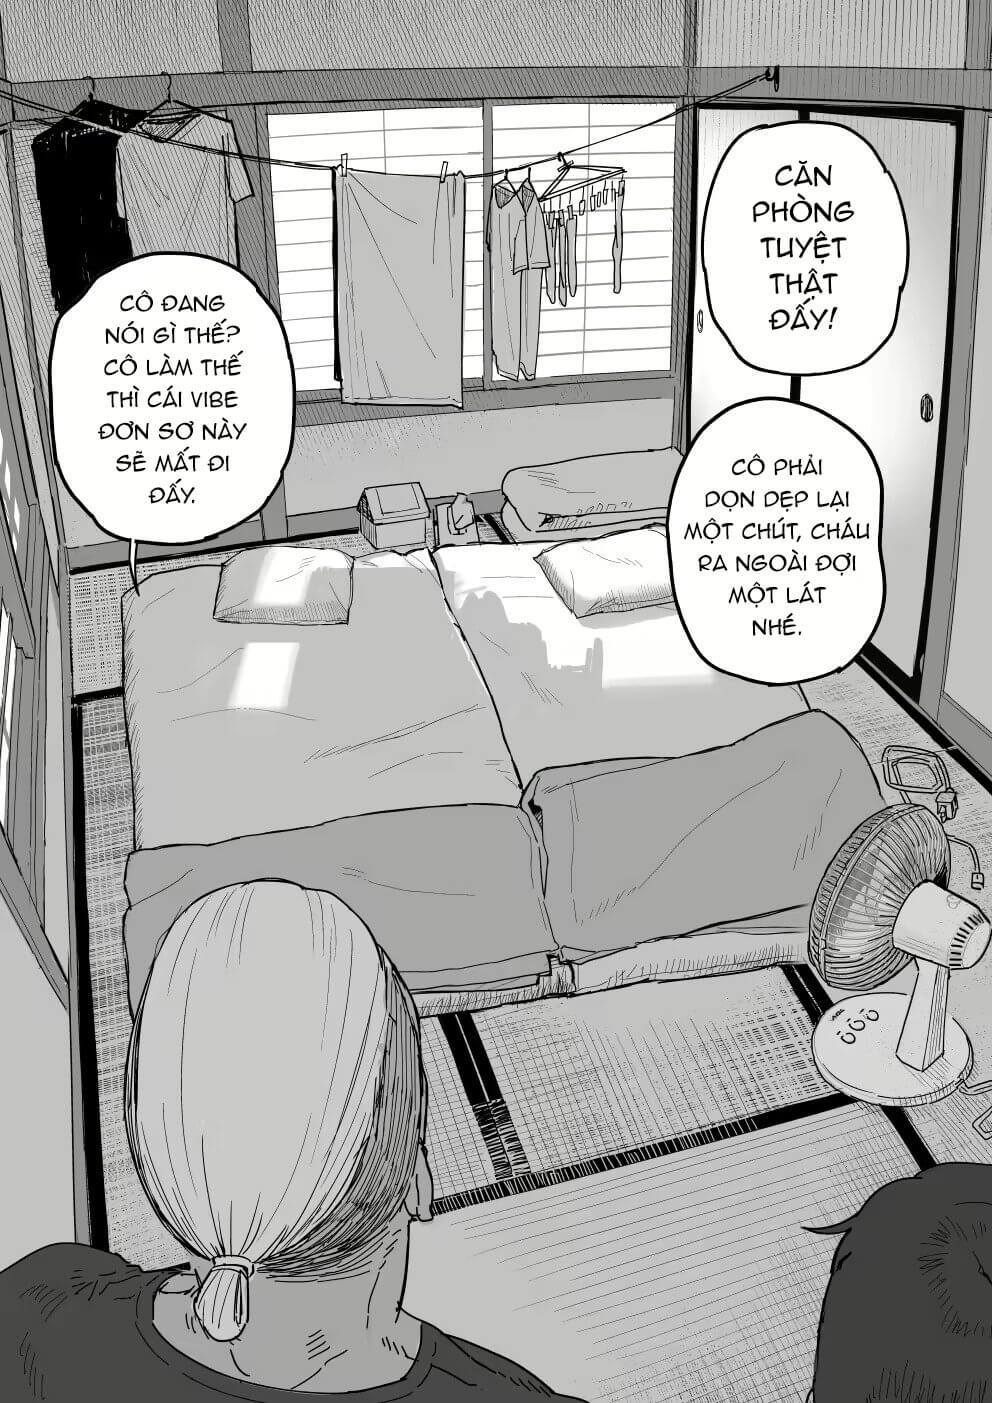 CĂN
PHÒNG
TUYỆT
THẬT
ĐẤY!
CÔ PHẢI
DỌN DẸP LẠI
MỘT CHÚT, CHÁU
RA NGOÀI ĐỢI
MỘT LÁT
NHÉ.
CÔ ĐANG
NÓI GÌ THẾ?
CÔ LÀM THẾ
THÌ CÁI VIBE
ĐƠN SƠ NÀY
SẼ MẤT ĐI
ĐẤY.